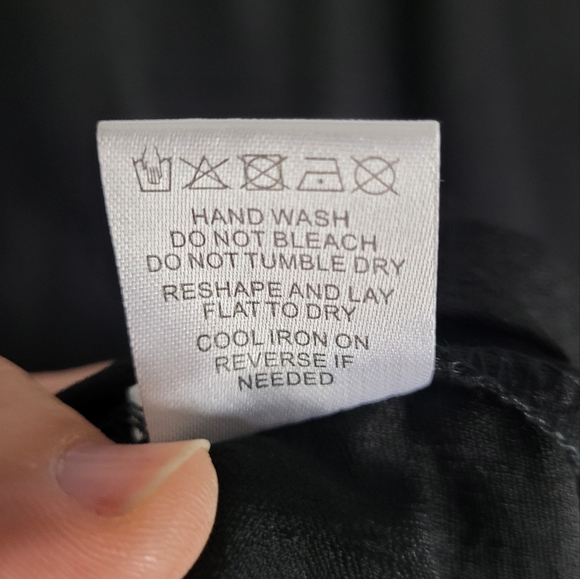 HAND WASH
DO NOT BLEACH
DO NOT TUMBLE DRY
RESHAPE AND LAY
FLAT TO DRY
COOL IRON ON
REVERSE IF
NEEDED